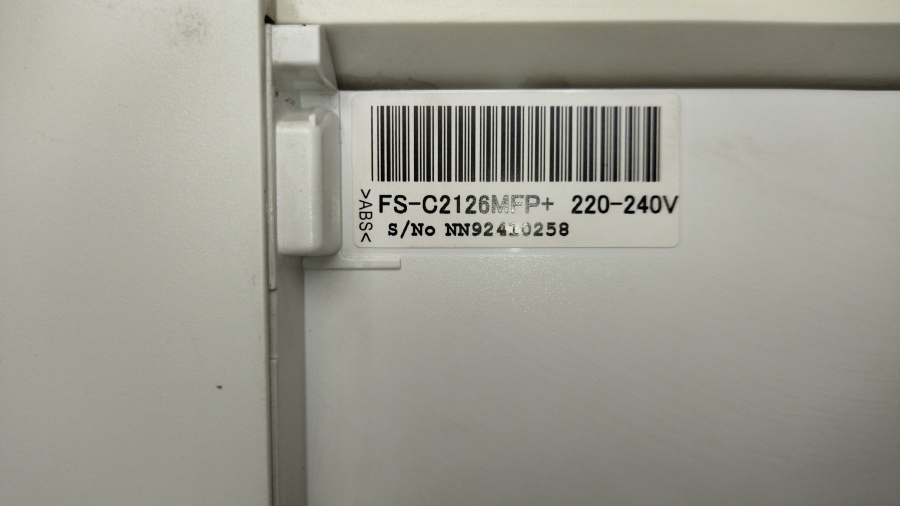 FS-C2126MFP+ 220-240V
S/No NN92410258
>ABS<